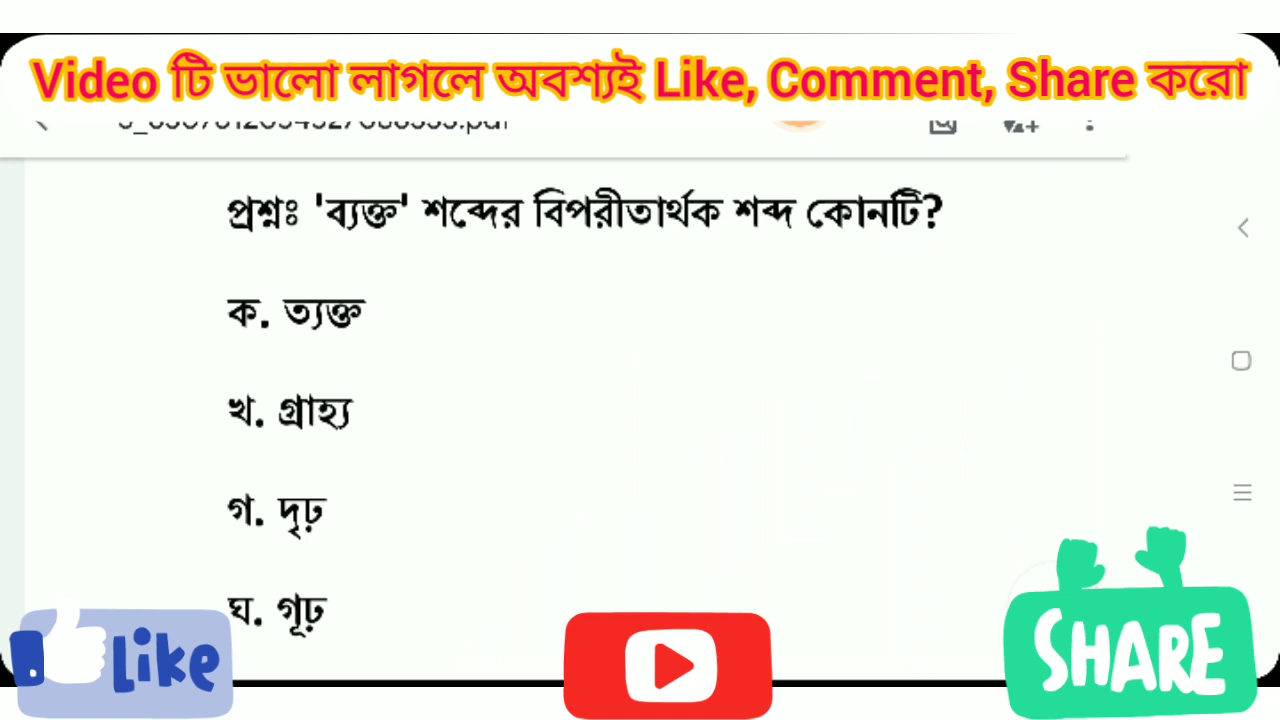 Video টি ভালো লাগলে অবশ্যই Like, Comment, Share করো
প্রশ্নঃ 'ব্যক্ত' শব্দের বিপরীতার্থক শব্দ কোনটি?
ক. ত্যক্ত
খ. গ্রাহ্য
গ. দৃঢ়
ঘ. গূঢ়
Like
SHARE